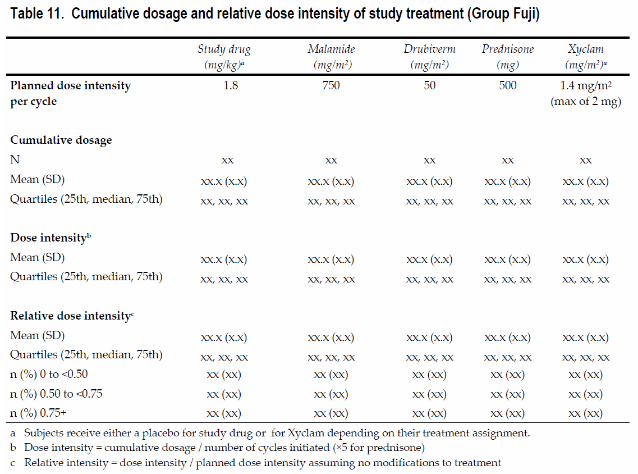 Table 11. Cumulative dosage and relative dose intensity of study treatment (Group Fuji)
Study drug Malamide Drubiverm Prednisone Xyclam
(mg/kg)ᵃ (mg/m²) (mg/m²) (mg) (mg/m²)ᵃ
Planned dose intensity 1.8 750 50 500 1.4 mg/m²
per cycle (max of 2 mg)
Cumulative dosage
N xx xx xx xx xx
Mean (SD) xx.x (x.x) xx.x (x.x) xx.x (x.x) xx.x (x.x) xx.x (x.x)
Quartiles (25th, median, 75th) xx, xx, xx xx, xx, xx xx, xx, xx xx, xx, xx xx, xx, xx
Dose intensityᵇ
Mean (SD) xx.x (x.x) xx.x (x.x) xx.x (x.x) xx.x (x.x) xx.x (x.x)
Quartiles (25th, median, 75th) xx, xx, xx xx, xx, xx xx, xx, xx xx, xx, xx xx, xx, xx
Relative dose intensityᶜ
Mean (SD) xx.x (x.x) xx.x (x.x) xx.x (x.x) xx.x (x.x) xx.x (x.x)
Quartiles (25th, median, 75th) xx, xx, xx xx, xx, xx xx, xx, xx xx, xx, xx xx, xx, xx
n (%) 0 to <0.50 xx (xx) xx (xx) xx (xx) xx (xx) xx (xx)
n (%) 0.50 to <0.75 xx (xx) xx (xx) xx (xx) xx (xx) xx (xx)
n (%) 0.75+ xx (xx) xx (xx) xx (xx) xx (xx) xx (xx)
a Subjects receive either a placebo for study drug or for Xyclam depending on their treatment assignment.
b Dose intensity = cumulative dosage / number of cycles initiated (×5 for prednisone)
c Relative intensity = dose intensity / planned dose intensity assuming no modifications to treatment